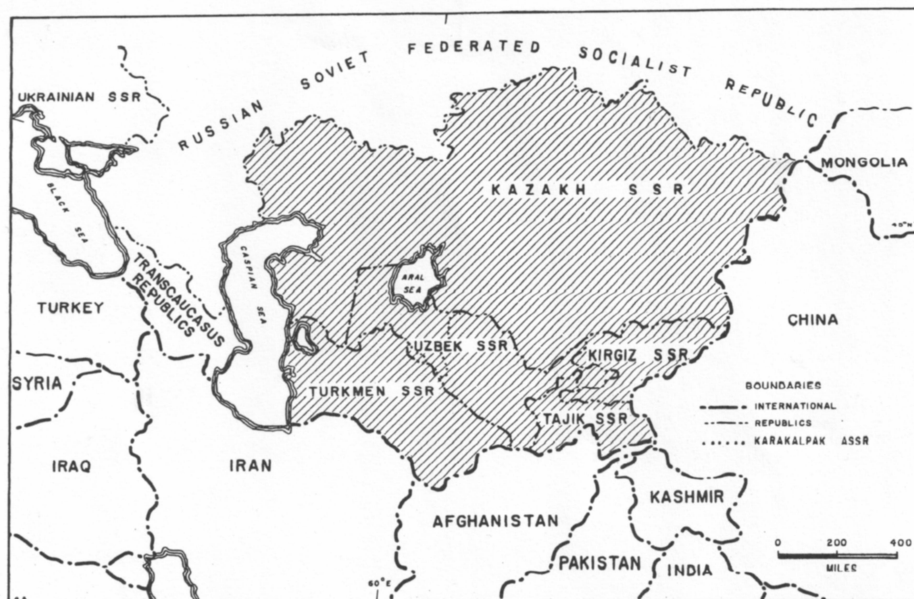 RUSSIAN SOVIET FEDERATED SOCIALIST REPUBLIC
UKRAINIAN SSR
MONGOLIA
KAZAKH SSR
BLACK SEA
CASPIAN SEA
ARAL SEA
TRANSCAUCASUS
REPUBLICS
TURKEY
CHINA
UZBEK SSR
KIRGIZ SSR
SYRIA
TURKMEN SSR
TAJIK SSR
BOUNDARIES
INTERNATIONAL
REPUBLICS
KARAKALPAK ASSR
IRAQ
IRAN
KASHMIR
AFGHANISTAN
PAKISTAN
INDIA
0 200 400
MILES
60°E